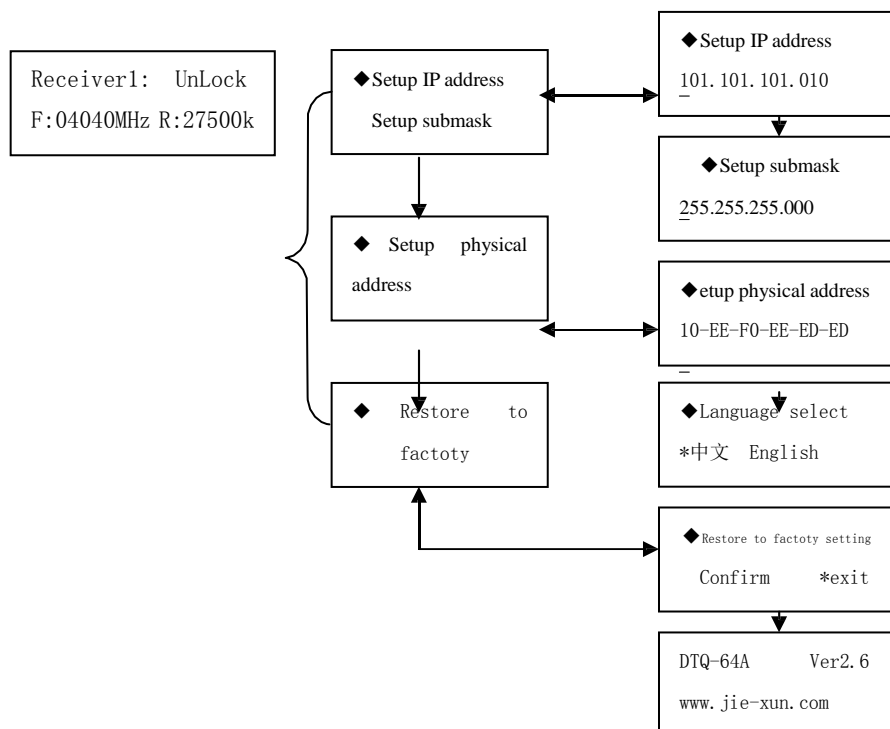 Receiver1: UnLock
F:04040MHz R:27500k
◆Setup IP address
Setup submask
◆ Setup physical
address
◆ Restore to
factoty
◆Setup IP address
101.101.101.010
◆Setup submask
255.255.255.000
◆etup physical address
10-EE-F0-EE-ED-ED
◆Language select
*中文 English
◆Restore to factoty setting
Confirm *exit
DTQ-64A Ver2.6
www.jie-xun.com